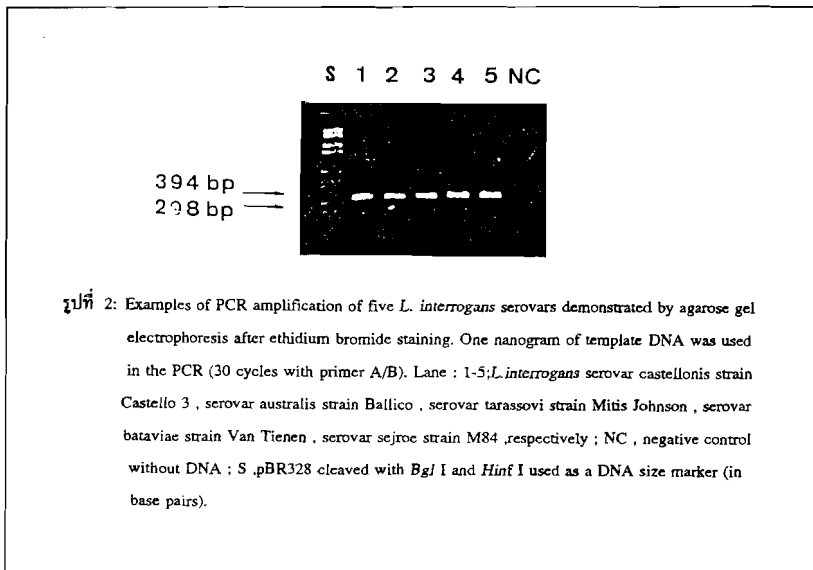 S 1 2 3 4 5 NC
394 bp
298 bp
รูปที่ 2: Examples of PCR amplification of five L. interrogans serovars demonstrated by agarose gel
electrophoresis after ethidium bromide staining. One nanogram of template DNA was used
in the PCR (30 cycles with primer A/B). Lane : 1-5;L.interrogans serovar castellonis strain
Castello 3 , serovar australis strain Ballico , serovar tarassovi strain Mitis Johnson , serovar
bataviae strain Van Tienen , serovar sejroe strain M84 ,respectively ; NC , negative control
without DNA ; S ,pBR328 cleaved with Bgl I and Hinf I used as a DNA size marker (in
base pairs).